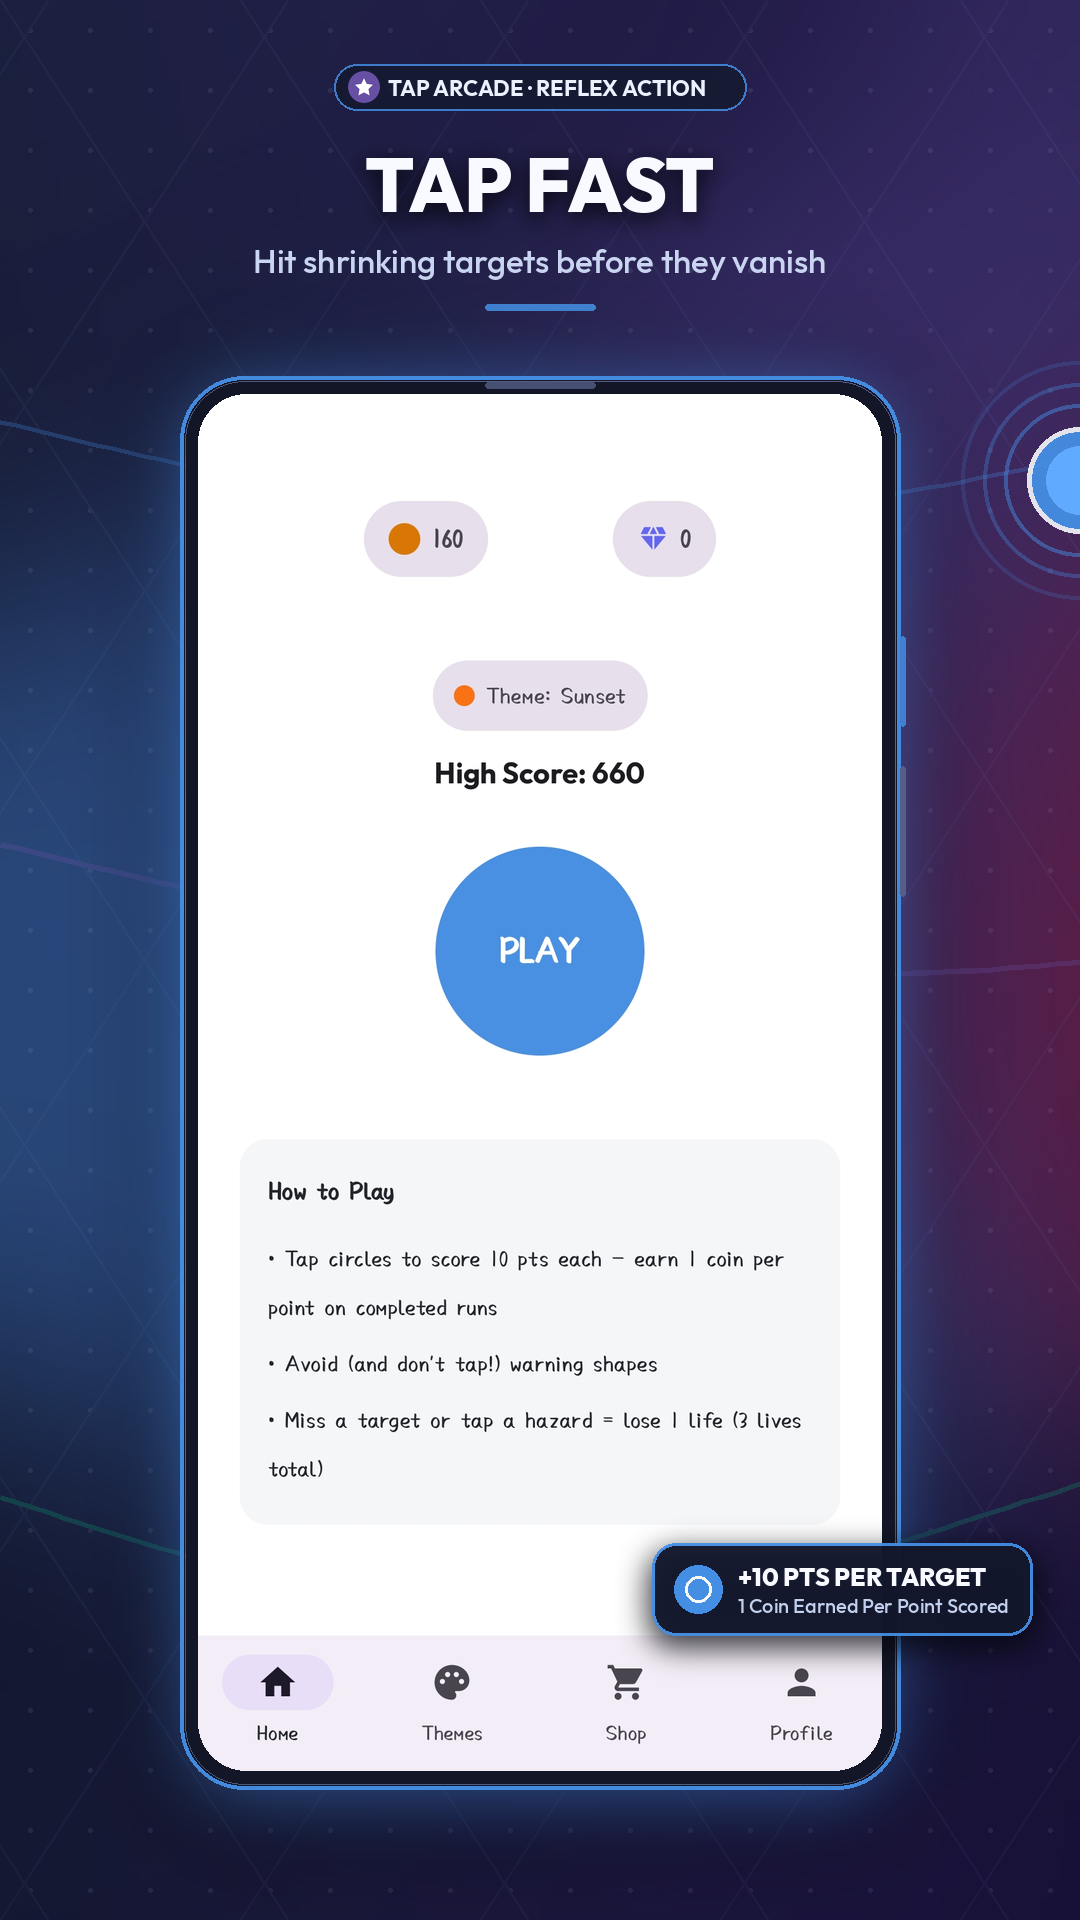 TAP ARCADE · REFLEX ACTION
TAP FAST
Hit shrinking targets before they vanish
160
0
Theme: Sunset
High Score: 660
PLAY
How to Play
• Tap circles to score 10 pts each – earn 1 coin per
point on completed runs
• Avoid (and don't tap!) warning shapes
• Miss a target or tap a hazard = lose 1 life (3 lives
total)
+10 PTS PER TARGET
1 Coin Earned Per Point Scored
Home
Themes
Shop
Profile